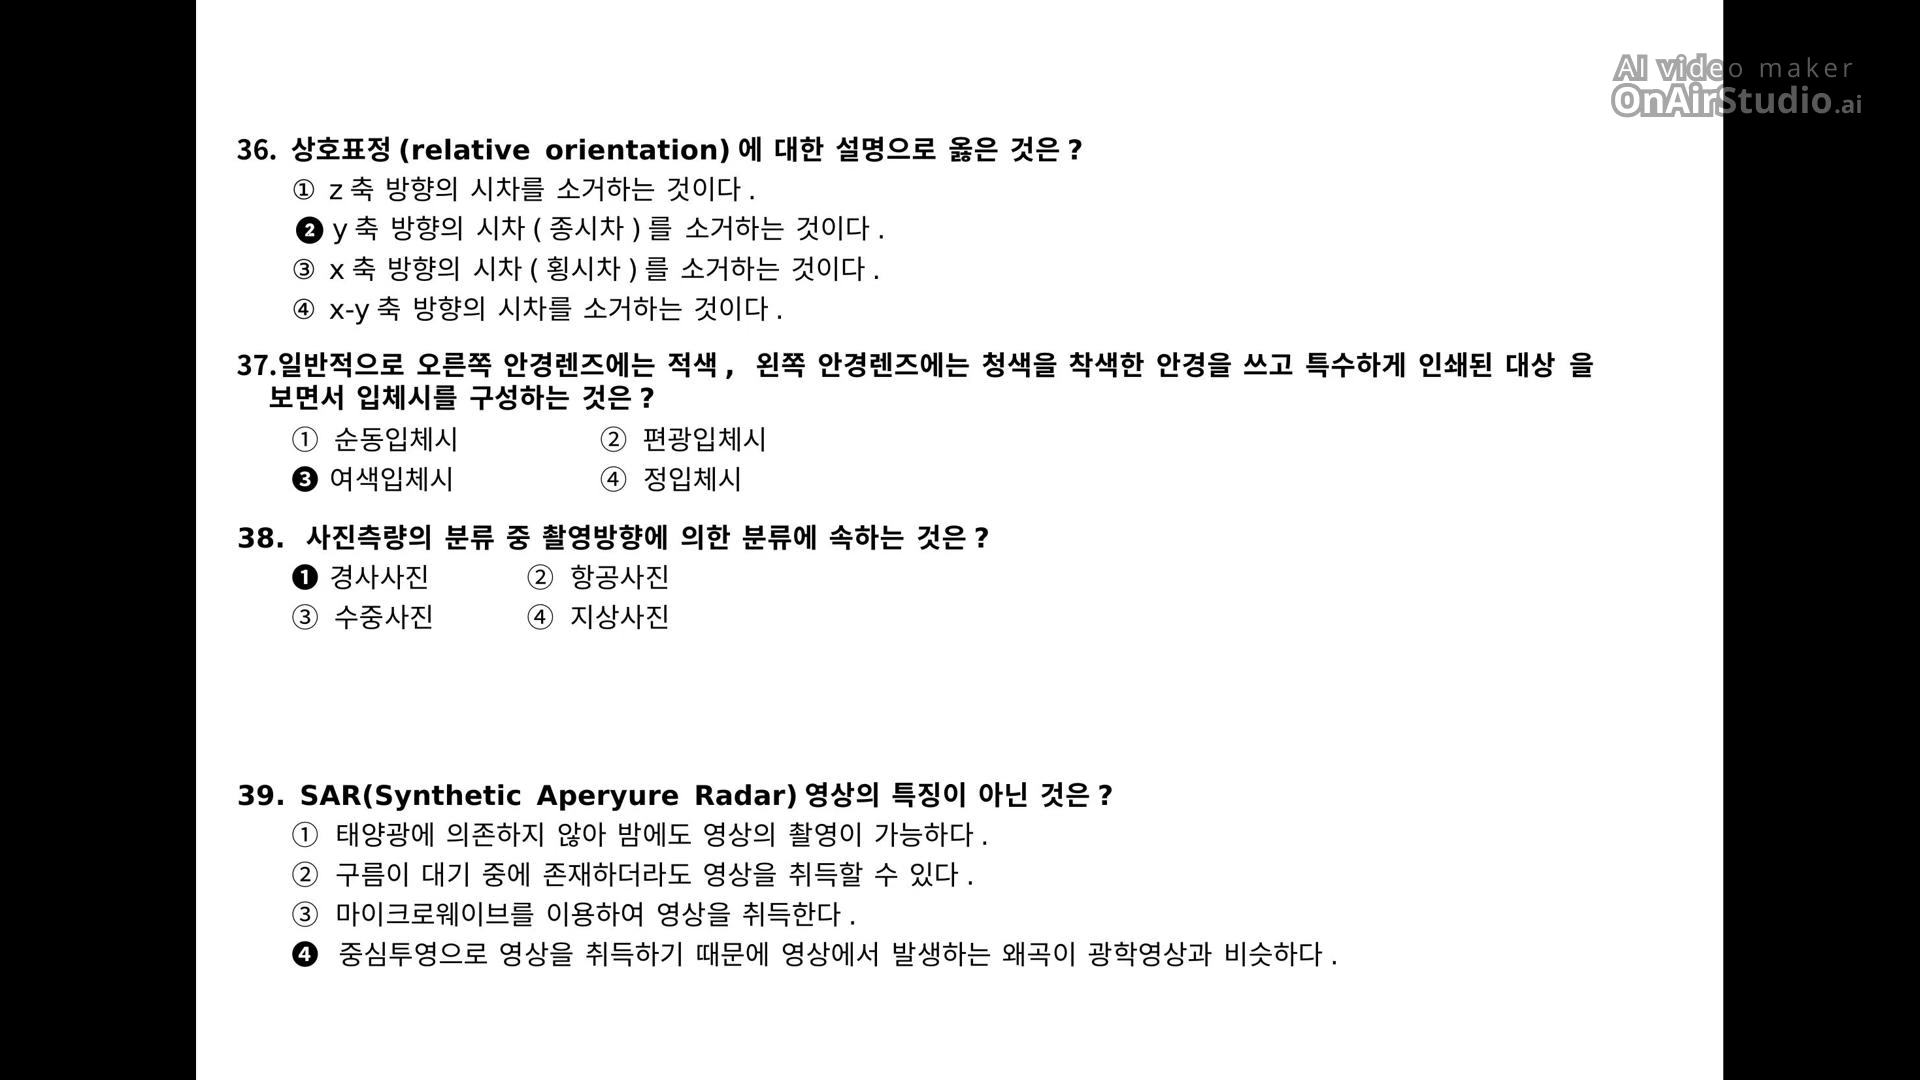 AI video maker
OnAirStudio.ai
36. 상호표정(relative orientation)에 대한 설명으로 옳은 것은?
① z축 방향의 시차를 소거하는 것이다.
❷ y축 방향의 시차(종시차)를 소거하는 것이다.
③ x축 방향의 시차(횡시차)를 소거하는 것이다.
④ x-y축 방향의 시차를 소거하는 것이다.
37.일반적으로 오른쪽 안경렌즈에는 적색, 왼쪽 안경렌즈에는 청색을 착색한 안경을 쓰고 특수하게 인쇄된 대상 을
보면서 입체시를 구성하는 것은?
① 순동입체시 ② 편광입체시
❸ 여색입체시 ④ 정입체시
38. 사진측량의 분류 중 촬영방향에 의한 분류에 속하는 것은?
❶ 경사사진 ② 항공사진
③ 수중사진 ④ 지상사진
39. SAR(Synthetic Aperyure Radar)영상의 특징이 아닌 것은?
① 태양광에 의존하지 않아 밤에도 영상의 촬영이 가능하다.
② 구름이 대기 중에 존재하더라도 영상을 취득할 수 있다.
③ 마이크로웨이브를 이용하여 영상을 취득한다.
❹ 중심투영으로 영상을 취득하기 때문에 영상에서 발생하는 왜곡이 광학영상과 비슷하다.